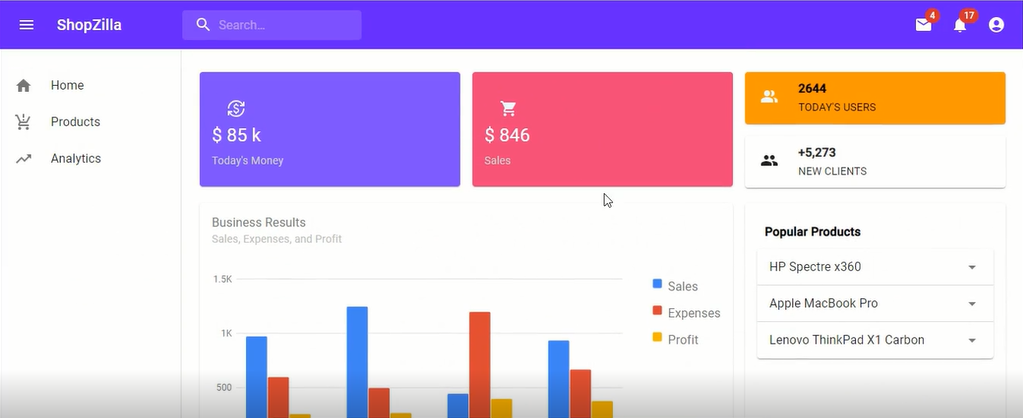 ShopZilla
Search…
4
17
Home
Products
Analytics
$ 85 k
Today's Money
$ 846
Sales
2644
TODAY'S USERS
+5,273
NEW CLIENTS
Business Results
Sales, Expenses, and Profit
1.5K
1K
500
Sales
Expenses
Profit
Popular Products
HP Spectre x360
Apple MacBook Pro
Lenovo ThinkPad X1 Carbon